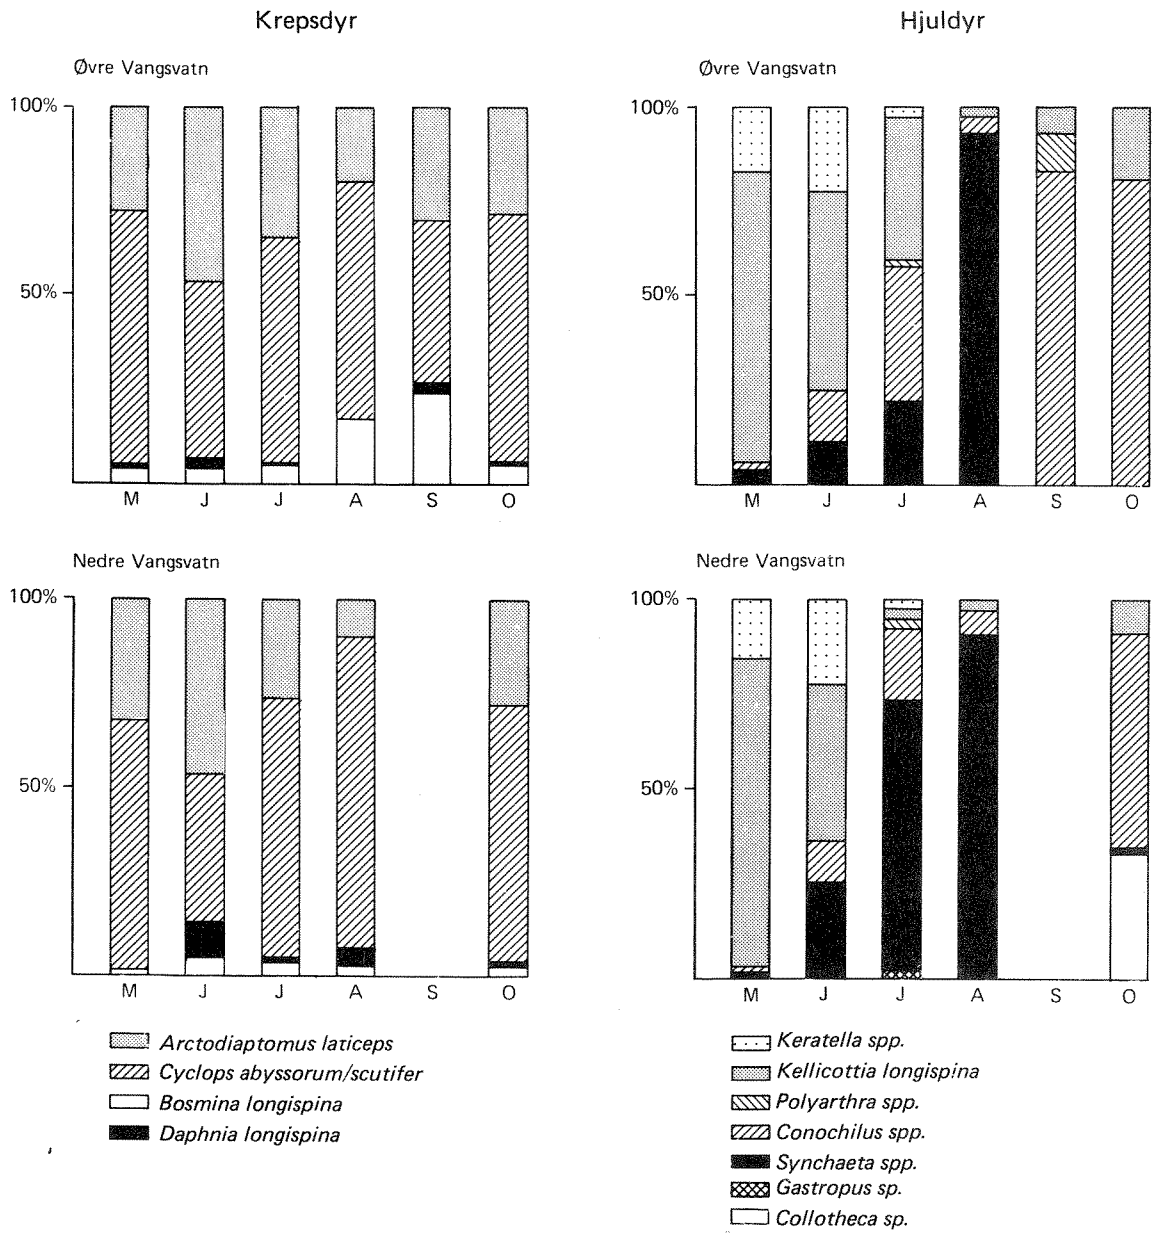 Krepsdyr
Øvre Vangsvatn
100%
50%
M J J A S O
Nedre Vangsvatn
100%
50%
M J J A S O
Arctodiaptomus laticeps
Cyclops abyssorum/scutifer
Bosmina longispina
Daphnia longispina
Hjuldyr
Øvre Vangsvatn
100%
50%
M J J A S O
Nedre Vangsvatn
100%
50%
M J J A S O
Keratella spp.
Kellicottia longispina
Polyarthra spp.
Conochilus spp.
Synchaeta spp.
Gastropus sp.
Collotheca sp.